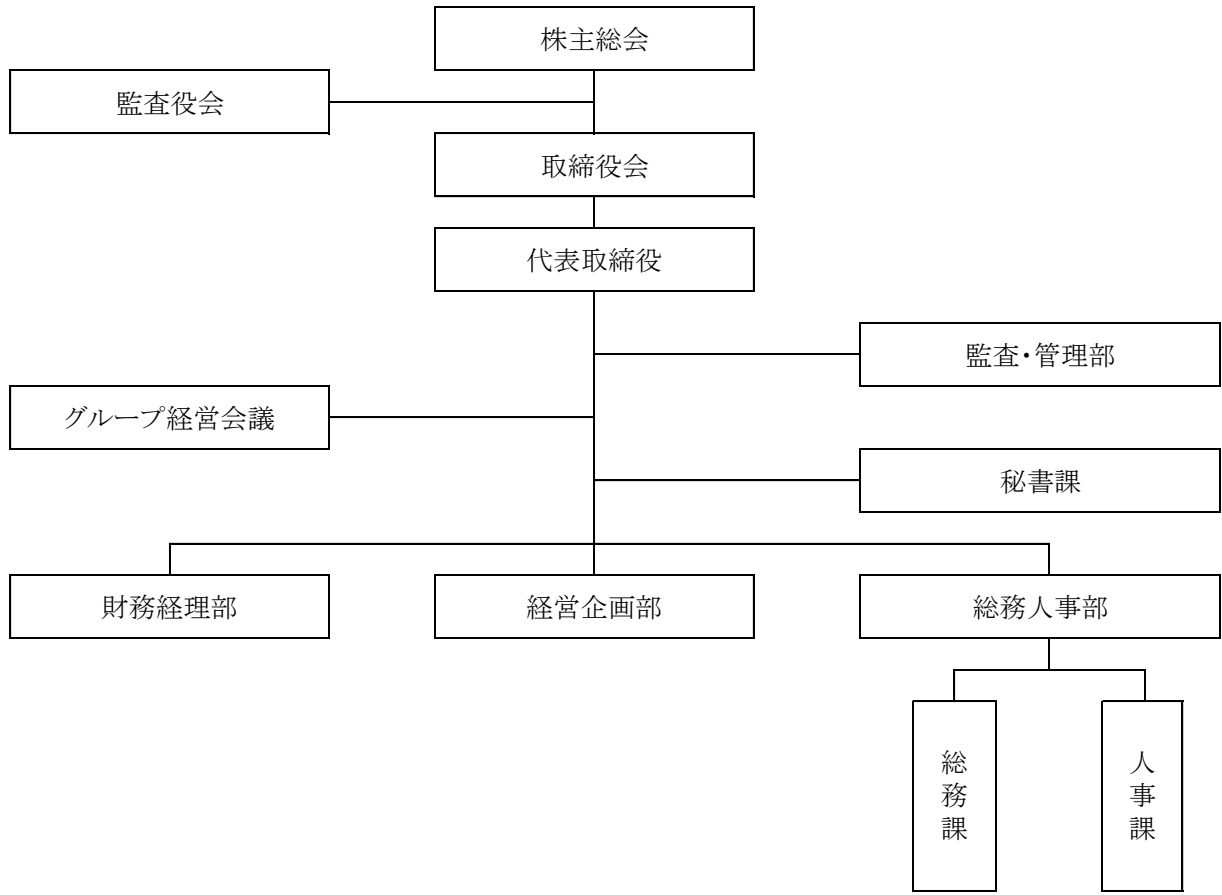 株主総会
監査役会
取締役会
代表取締役
監査・管理部
グループ経営会議
秘書課
財務経理部
経営企画部
総務人事部
総務課
人事課